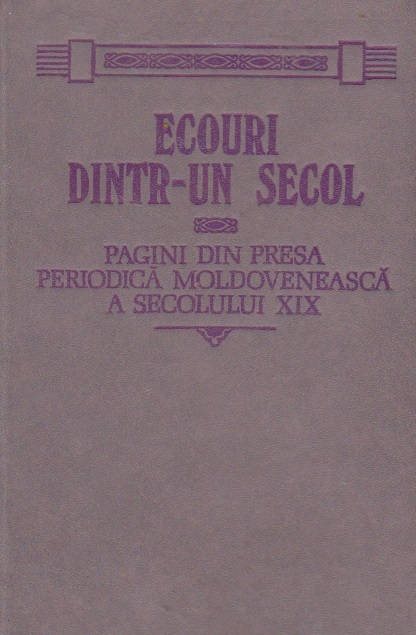 ECOURI
DINTR-UN SECOL
PAGINI DIN PRESA
PERIODICĂ MOLDOVENEASCĂ
A SECOLULUI XIX